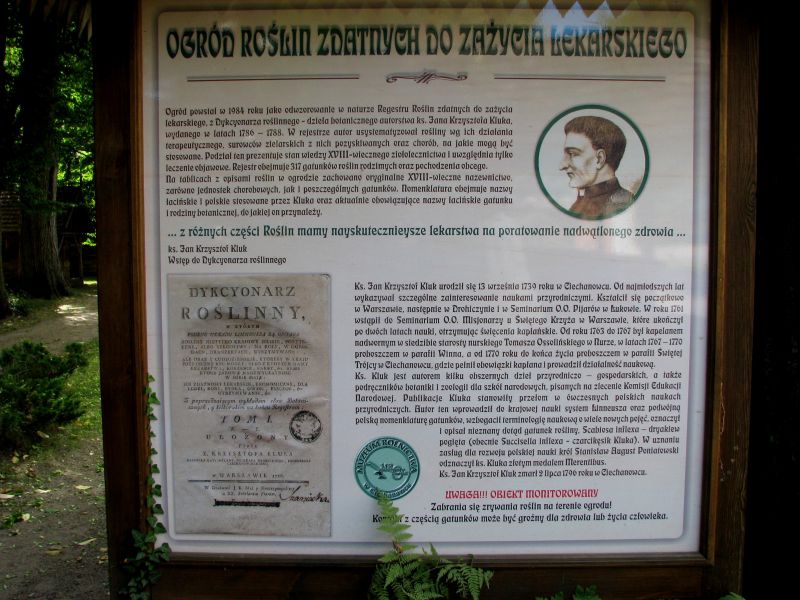 OGRÓD ROŚLIN ZDATNYCH DO ZAŻYCIA LEKARSKIEGO
Ogród powstał w 1984 roku jako odwzorowanie w naturze Regestru Roślin zdatnych do zażycia
lekarskiego, z Dykcyonarza roślinnego - dzieła botanicznego autorstwa ks. Jana Krzysztofa Kluka,
wydanego w latach 1786 – 1788. W rejestrze autor usystematyzował rośliny wg ich działania
terapeutycznego, surowców zielarskich z nich pozyskiwanych oraz chorób, na jakie mogą być
stosowane. Podział ten prezentuje stan wiedzy XVIII-wiecznego ziołolecznictwa i uwzględnia tylko
leczenie objawowe. Rejestr obejmuje 317 gatunków roślin rodzimych oraz pochodzenia obcego.
Na tablicach z opisami roślin w ogrodzie zachowano oryginalne XVIII-wieczne nazewnictwo,
zarówno jednostek chorobowych, jak i poszczególnych gatunków. Nomenklatura obejmuje nazwy
łacińskie i polskie stosowane przez Kluka oraz aktualnie obowiązujące nazwy łacińskie gatunku
i rodziny botanicznej, do jakiej on przynależy.
... z różnych części Roślin mamy nayskutecznieysze lekarstwa na poratowanie nadwątlonego zdrowia ...
ks. Jan Krzysztof Kluk
Wstęp do Dykcyonarza roślinnego
DYKCYONARZ
ROŚLINNY,
W KTÓRYM
TOM I.
UŁOŻONY
PRZEZ
X. KRZYSZTOFA KLUKA
w WARSZAWIE 1786.
Ks. Jan Krzysztof Kluk urodził się 13 września 1739 roku w Ciechanowcu. Od najmłodszych lat
wykazywał szczególne zainteresowanie naukami przyrodniczymi. Kształcił się początkowo
w Warszawie, następnie w Drohiczynie i w Seminarium O.O. Pijarów w Łukowie. W roku 1761
wstąpił do Seminarium O.O. Misjonarzy u Świętego Krzyża w Warszawie, które ukończył
po dwóch latach nauki, otrzymując święcenia kapłańskie. Od roku 1763 do 1767 był kapelanem
nadwornym w siedzibie starosty nurskiego Tomasza Ossolińskiego w Nurze, w latach 1767 – 1770
proboszczem w parafii Winna, a od 1770 roku do końca życia proboszczem w parafii Świętej
Trójcy w Ciechanowcu, gdzie pełnił obowiązki kapłana i prowadził działalność naukową.
Ks. Kluk jest autorem kilku obszernych dzieł przyrodniczo – gospodarskich, a także
podręczników botaniki i zoologii dla szkół narodowych, pisanych na zlecenie Komisji Edukacji
Narodowej. Publikacje Kluka stanowiły przełom w ówczesnych polskich naukach
przyrodniczych. Autor ten wprowadził do krajowej nauki system Linneusza oraz podwójną
polską nomenklaturę gatunków, wzbogacił terminologię naukową o wiele nowych pojęć, oznaczył
i opisał nieznany dotąd gatunek rośliny, Scabiosa inflexa – dryakiew
pogięta (obecnie Succisella inflexa – czarcikęsik Kluka). W uznaniu
zasług dla rozwoju polskiej nauki król Stanisław August Poniatowski
odznaczył ks. Kluka złotym medalem Merentibus.
Ks. Jan Krzysztof Kluk zmarł 2 lipca 1796 roku w Ciechanowcu.
MUZEUM ROLNICTWA
w CIECHANOWCU
UWAGA!!! OBIEKT MONITOROWANY
Zabrania się zrywania roślin na terenie ogrodu!
z częścią gatunków może być groźny dla zdrowia lub życia człowieka.